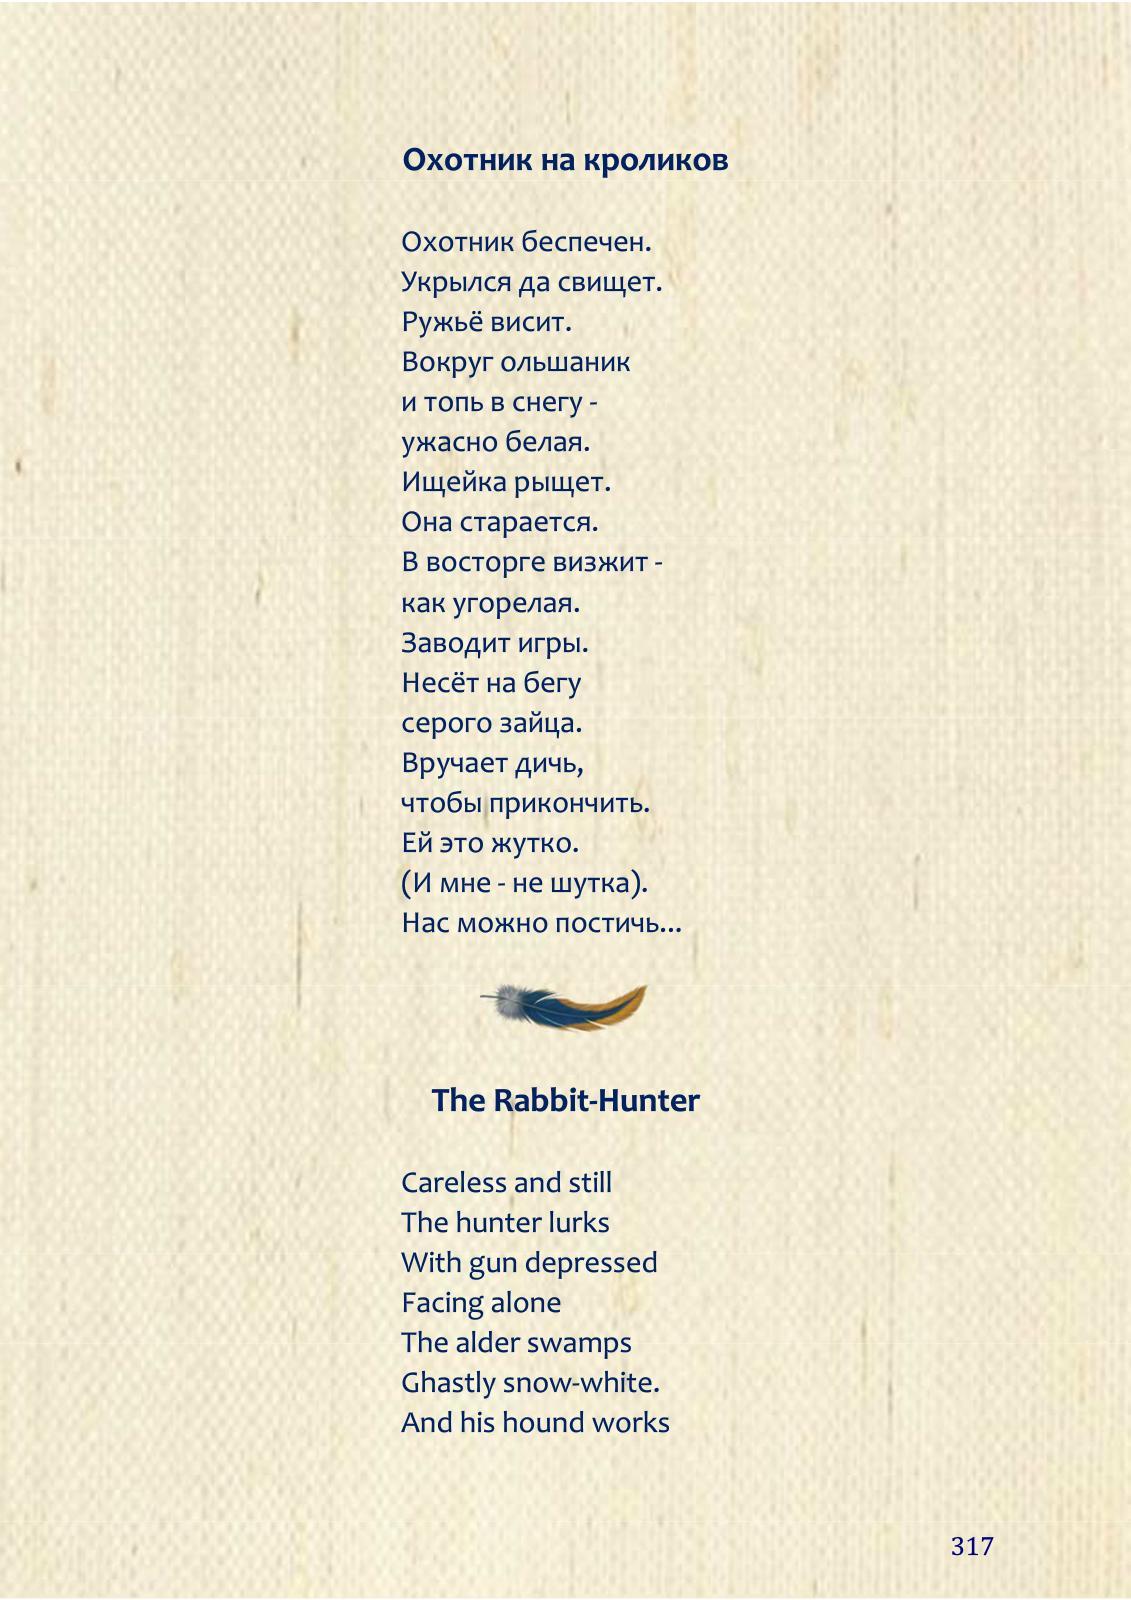 Охотник на кроликов
Охотник беспечен.
Укрылся да свищет.
Ружьё висит.
Вокруг ольшаник
и топь в снегу -
ужасно белая.
Ищейка рыщет.
Она старается.
В восторге визжит -
как угорелая.
Заводит игры.
Несёт на бегу
серого зайца.
Вручает дичь,
чтобы прикончить.
Ей это жутко.
(И мне - не шутка).
Нас можно постичь...
The Rabbit-Hunter
Careless and still
The hunter lurks
With gun depressed
Facing alone
The alder swamps
Ghastly snow-white.
And his hound works
317